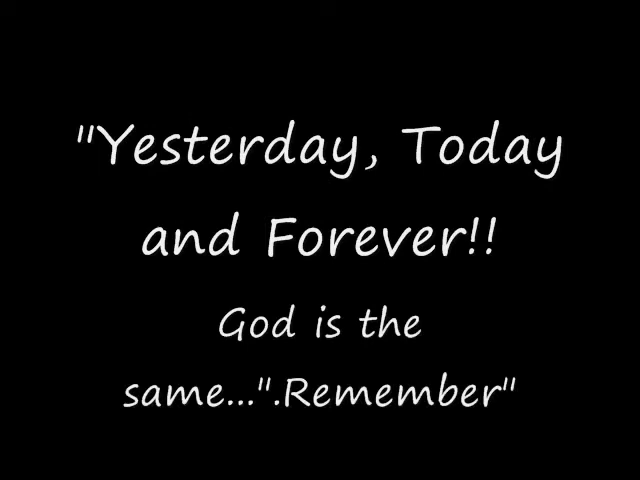 "Yesterday, Today
and Forever!!
God is the
same...".Remember"